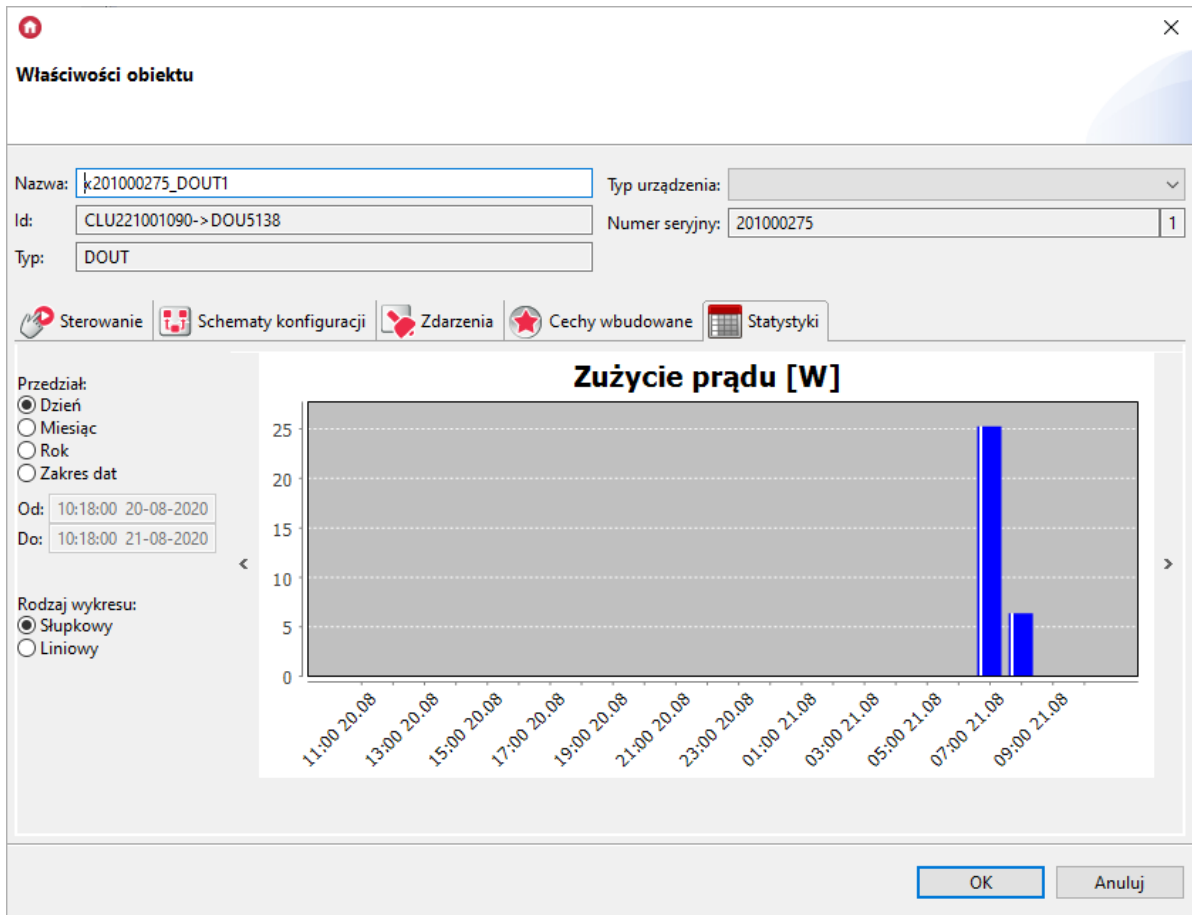 Właściwości obiektu
Nazwa: x201000275_DOUT1
Typ urządzenia:
Id: CLU221001090->DOU5138
Numer seryjny: 201000275 1
Typ: DOUT
Sterowanie Schematy konfiguracji Zdarzenia Cechy wbudowane Statystyki
Przedział:
Dzień
Miesiąc
Rok
Zakres dat
Od: 10:18:00 20-08-2020
Do: 10:18:00 21-08-2020
Rodzaj wykresu:
Słupkowy
Liniowy
<
Zużycie prądu [W]
25
20
15
10
5
0
11:00 20.08
13:00 20.08
15:00 20.08
17:00 20.08
19:00 20.08
21:00 20.08
23:00 20.08
01:00 21.08
03:00 21.08
05:00 21.08
07:00 21.08
09:00 21.08
>
OK Anuluj